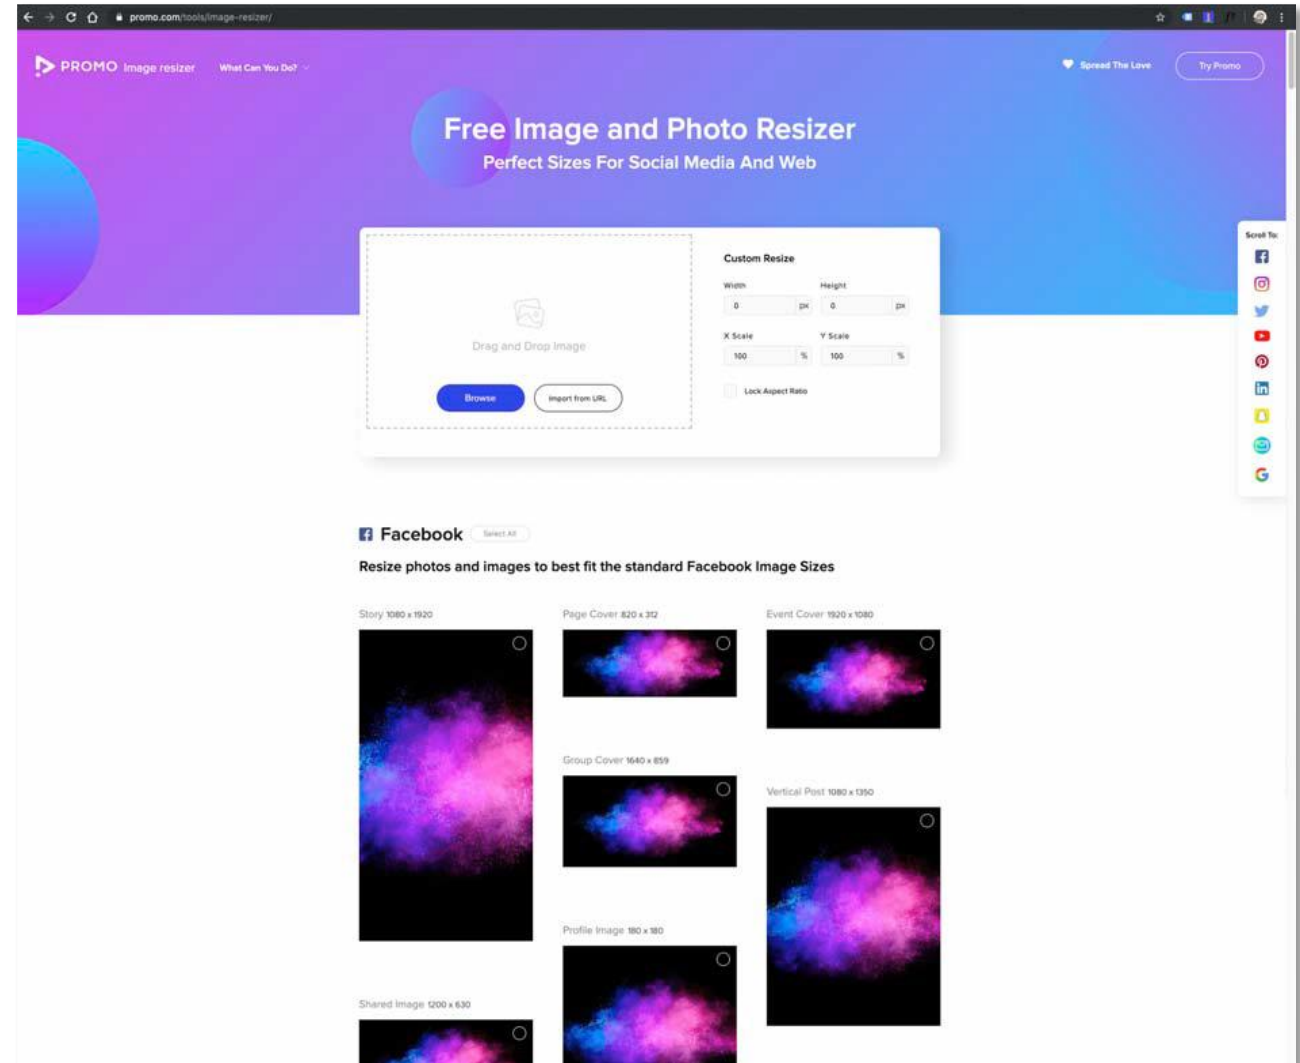 promo.com/tools/image-resizer/
PROMO Image resizer
What Can You Do?
Spread The Love
Try Promo
Free Image and Photo Resizer
Perfect Sizes For Social Media And Web
Scroll To:
Drag and Drop Image
Browse
Import from URL
Custom Resize
Width
Height
0 px
0 px
X Scale
Y Scale
100 %
100 %
Lock Aspect Ratio
Facebook
Select All
Resize photos and images to best fit the standard Facebook Image Sizes
Story 1080 x 1920
Page Cover 820 x 312
Event Cover 1920 x 1080
Group Cover 1640 x 859
Vertical Post 1080 x 1350
Profile Image 180 x 180
Shared Image 1200 x 630